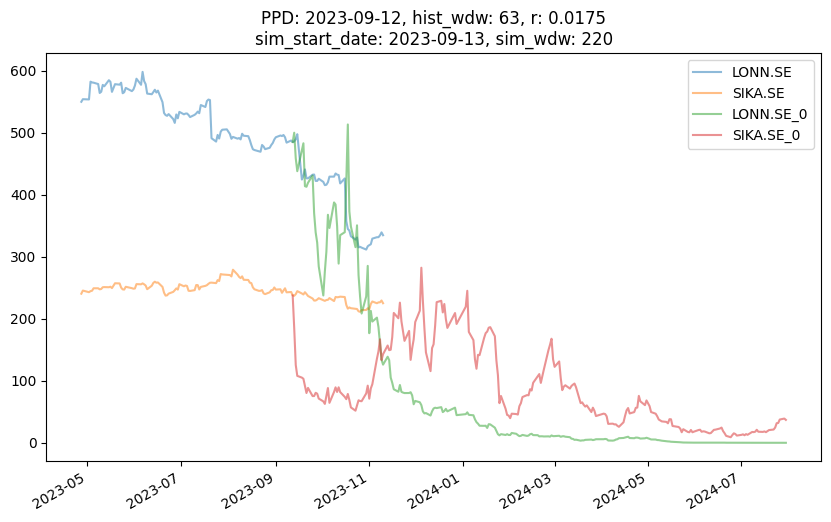 PPD: 2023-09-12, hist_wdw: 63, r: 0.0175
sim_start_date: 2023-09-13, sim_wdw: 220
LONN.SE
SIKA.SE
LONN.SE_0
SIKA.SE_0
600
500
400
300
200
100
0
2023-05
2023-07
2023-09
2023-11
2024-01
2024-03
2024-05
2024-07